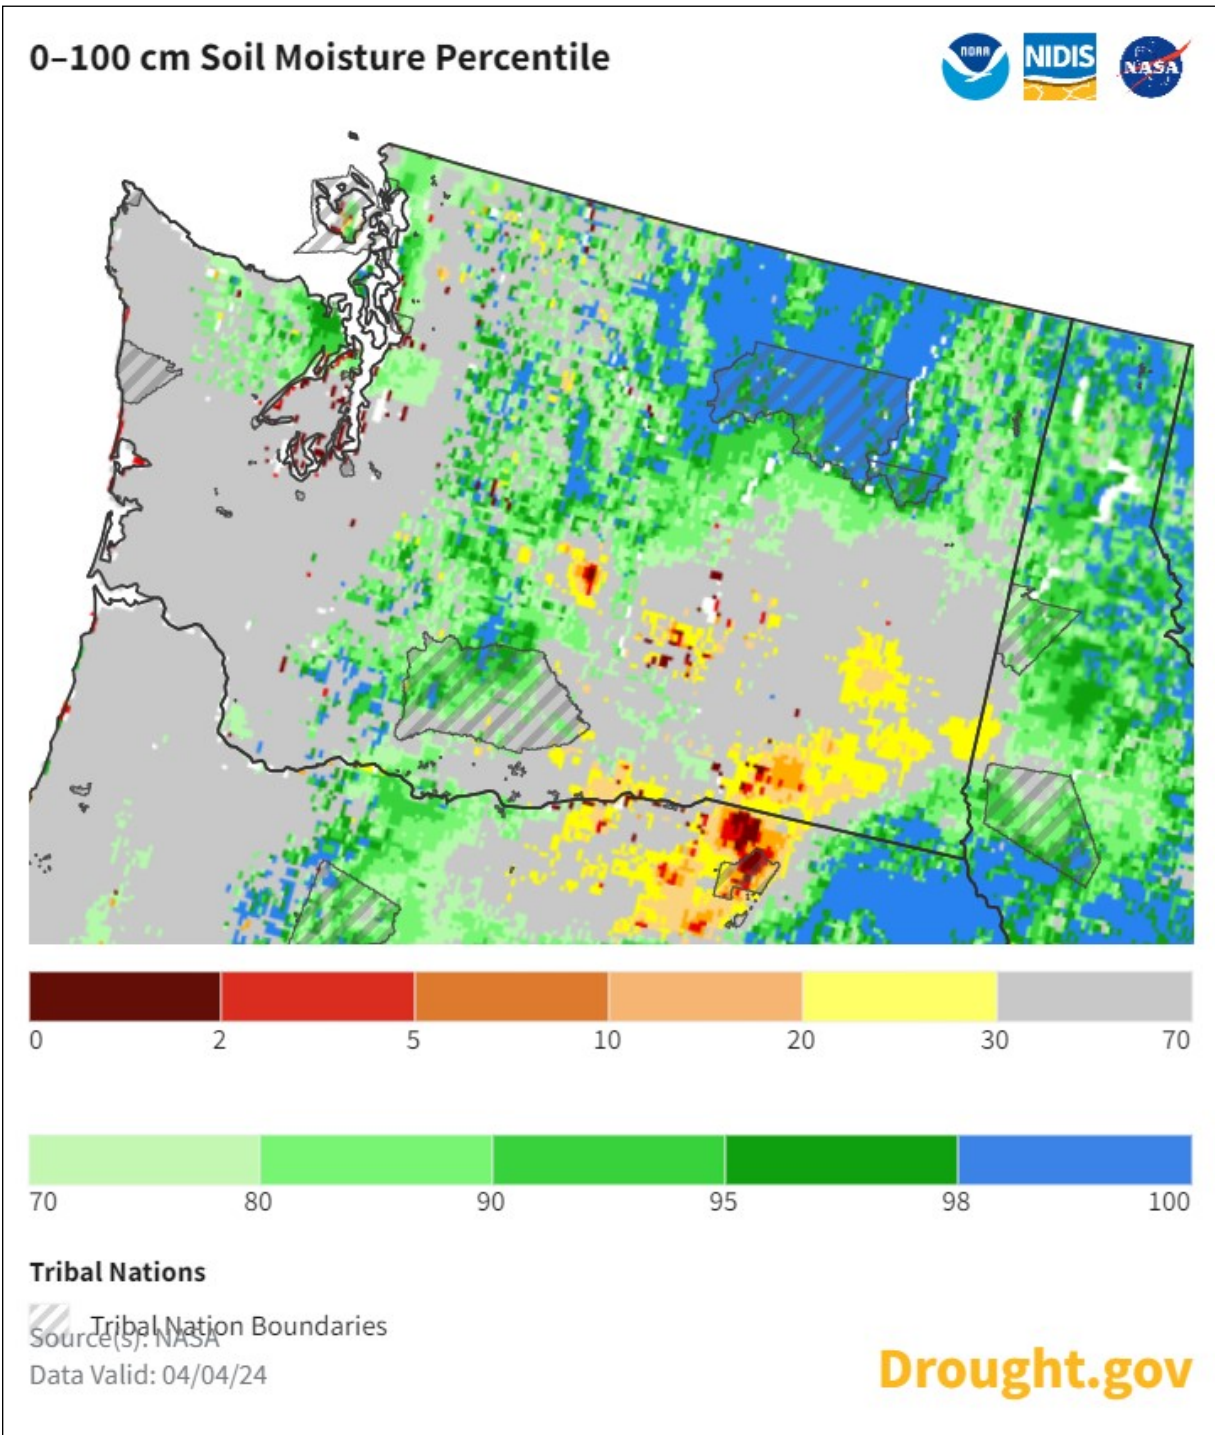 0–100 cm Soil Moisture Percentile
NOAA
NIDIS
NASA
0 2 5 10 20 30 70
70 80 90 95 98 100
Tribal Nations
Tribal Nation Boundaries
Source(s): NASA
Data Valid: 04/04/24
Drought.gov